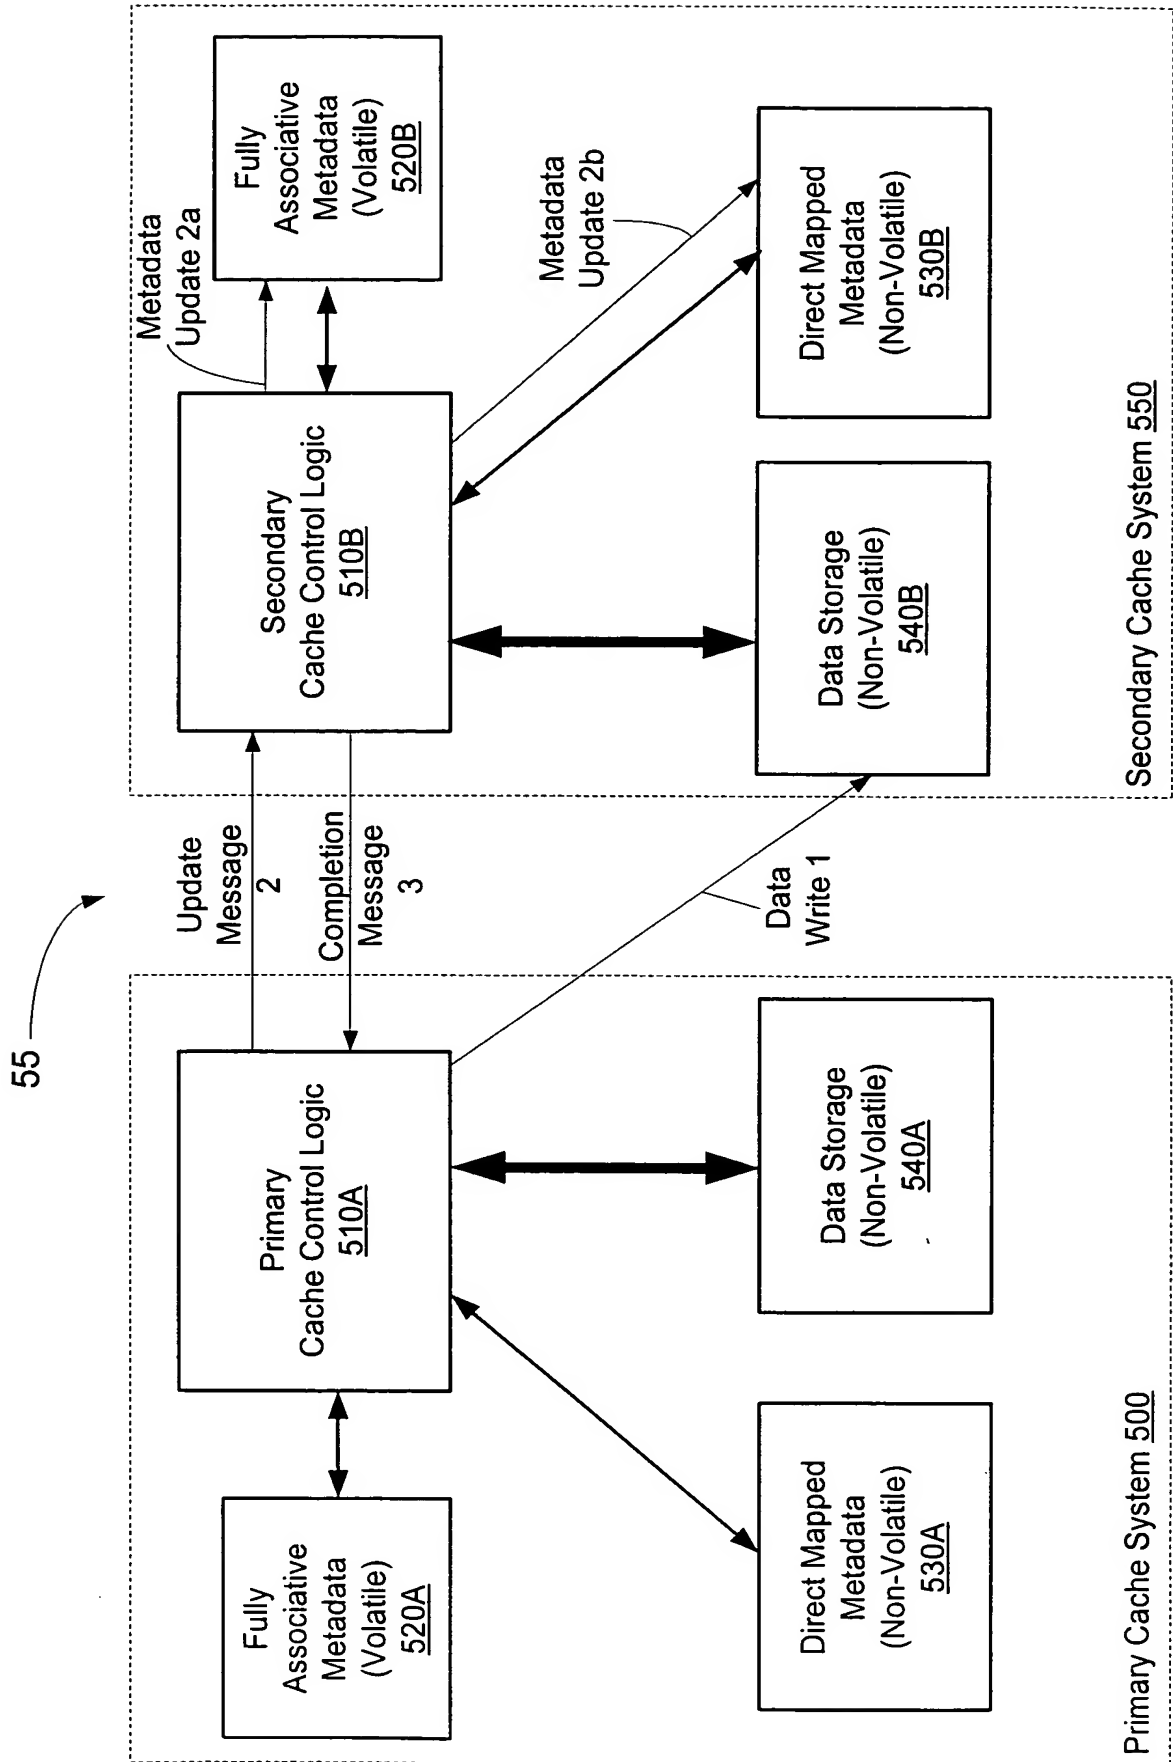 55
Fully
Associative
Metadata
(Volatile)
520A
Primary
Cache Control Logic
510A
Direct Mapped
Metadata
(Non-Volatile)
530A
Data Storage
(Non-Volatile)
540A
Primary Cache System 500
Update
Message
2
Completion
Message
3
Data
Write 1
Secondary
Cache Control Logic
510B
Metadata
Update 2a
Fully
Associative
Metadata
(Volatile)
520B
Metadata
Update 2b
Data Storage
(Non-Volatile)
540B
Direct Mapped
Metadata
(Non-Volatile)
530B
Secondary Cache System 550